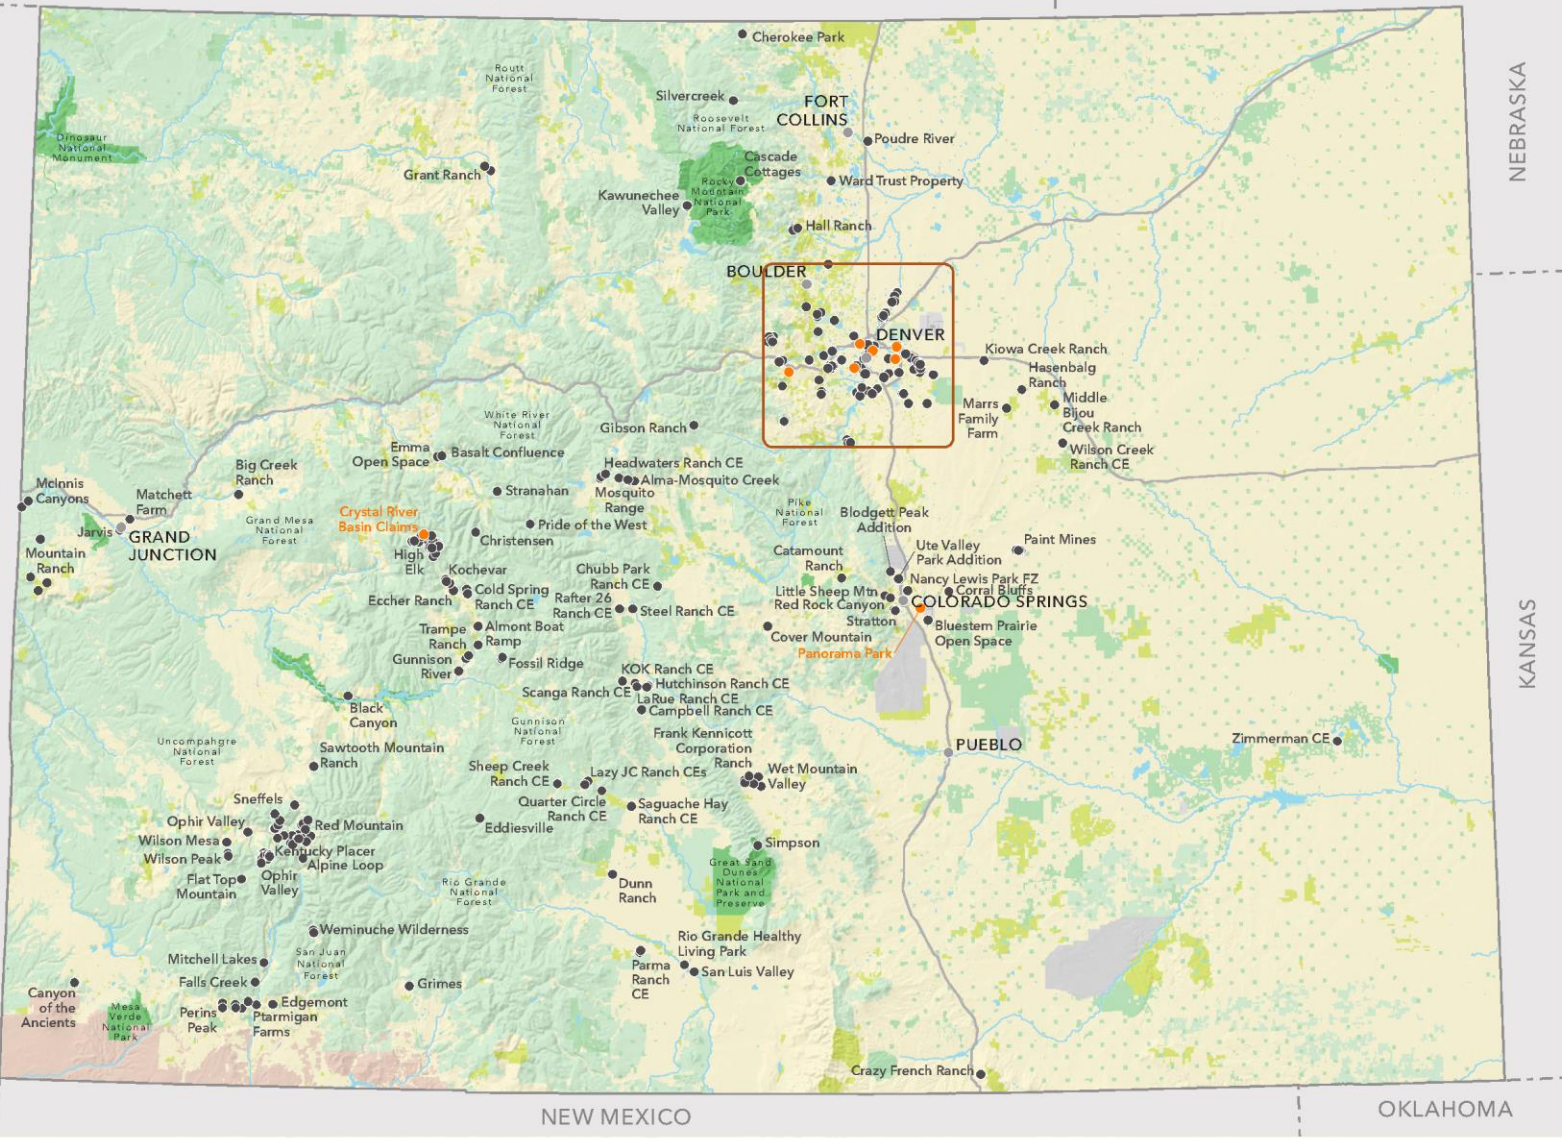 Cherokee Park
Routt
National
Forest
NEBRASKA
Silvercreek
FORT
COLLINS
Roosevelt
National Forest
Poudre River
Dinosaur
National
Monument
Grant Ranch
Cascade
Cottages
Rocky
Mountain
National
Park
Ward Trust Property
Kawunechee
Valley
Hall Ranch
BOULDER
DENVER
Kiowa Creek Ranch
Hasenbalg
Ranch
Marrs
Family
Farm
Middle
Bijou
Creek Ranch
Wilson Creek
Ranch CE
White River
National
Forest
Gibson Ranch
Emma
Open Space
Basalt Confluence
Headwaters Ranch CE
Alma-Mosquito Creek
Mosquito
Range
Big Creek
Ranch
McInnis
Canyons
Matchett
Farm
Stranahan
Pike
National
Forest
Blodgett Peak
Addition
Crystal River
Basin Claims
Grand Mesa
National
Forest
Pride of the West
Jarvis
GRAND
JUNCTION
Christensen
High
Elk
Mountain
Ranch
Catamount
Ranch
Ute Valley
Park Addition
Paint Mines
Kochevar
Chubb Park
Ranch CE
Nancy Lewis Park FZ
Corral Bluffs
Eccher Ranch
Cold Spring
Ranch CE
Rafter 26
Ranch CE
Steel Ranch CE
Little Sheep Mtn
Red Rock Canyon
COLORADO SPRINGS
Stratton
Trampe
Ranch
Almont Boat
Ramp
Cover Mountain
Bluestem Prairie
Open Space
Panorama Park
KANSAS
Gunnison
River
Fossil Ridge
KOK Ranch CE
Scanga Ranch CE
Hutchinson Ranch CE
LaRue Ranch CE
Campbell Ranch CE
Black
Canyon
Gunnison
National
Forest
Uncompahgre
National
Forest
Sawtooth Mountain
Ranch
Frank Kennicott
Corporation
Ranch
PUEBLO
Zimmerman CE
Sheep Creek
Ranch CE
Lazy JC Ranch CEs
Wet Mountain
Valley
Quarter Circle
Ranch CE
Saguache Hay
Ranch CE
Sneffels
Ophir Valley
Red Mountain
Eddiesville
Wilson Mesa
Wilson Peak
Kentucky Placer
Alpine Loop
Simpson
Flat Top
Mountain
Ophir
Valley
Rio Grande
National
Forest
Dunn
Ranch
Great Sand
Dunes
National
Park and
Preserve
Weminuche Wilderness
Rio Grande Healthy
Living Park
San Juan
National
Forest
Mitchell Lakes
Falls Creek
Grimes
Parma
Ranch
CE
San Luis Valley
Canyon
of the
Ancients
Mesa
Verde
National
Park
Perins
Peak
Edgemont
Ptarmigan
Farms
Crazy French Ranch
NEW MEXICO
OKLAHOMA